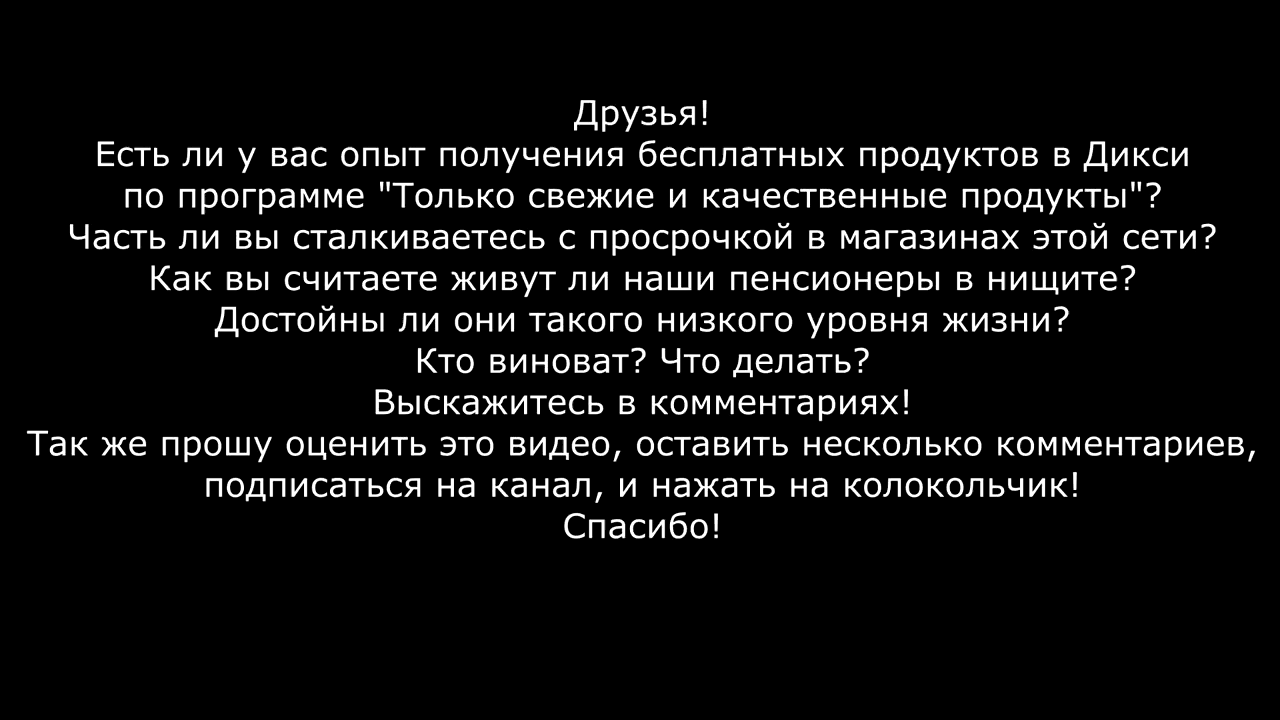 Друзья!
Есть ли у вас опыт получения бесплатных продуктов в Дикси
по программе "Только свежие и качественные продукты"?
Часть ли вы сталкиваетесь с просрочкой в магазинах этой сети?
Как вы считаете живут ли наши пенсионеры в нищите?
Достойны ли они такого низкого уровня жизни?
Кто виноват? Что делать?
Выскажитесь в комментариях!
Так же прошу оценить это видео, оставить несколько комментариев,
подписаться на канал, и нажать на колокольчик!
Спасибо!